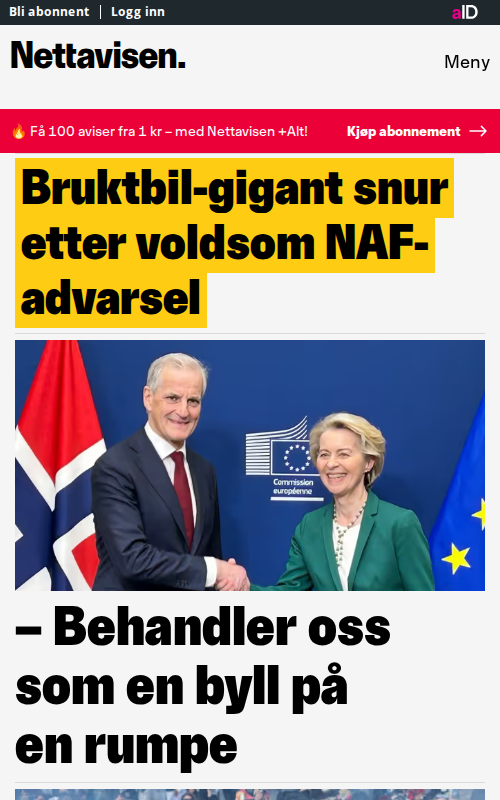 Bli abonnent | Logg inn
aID
Nettavisen.
Meny
🔥 Få 100 aviser fra 1 kr – med Nettavisen +Alt!
Kjøp abonnement →
Bruktbil-gigant snur
etter voldsom NAF-
advarsel
Commission
européenne
– Behandler oss
som en byll på
en rumpe